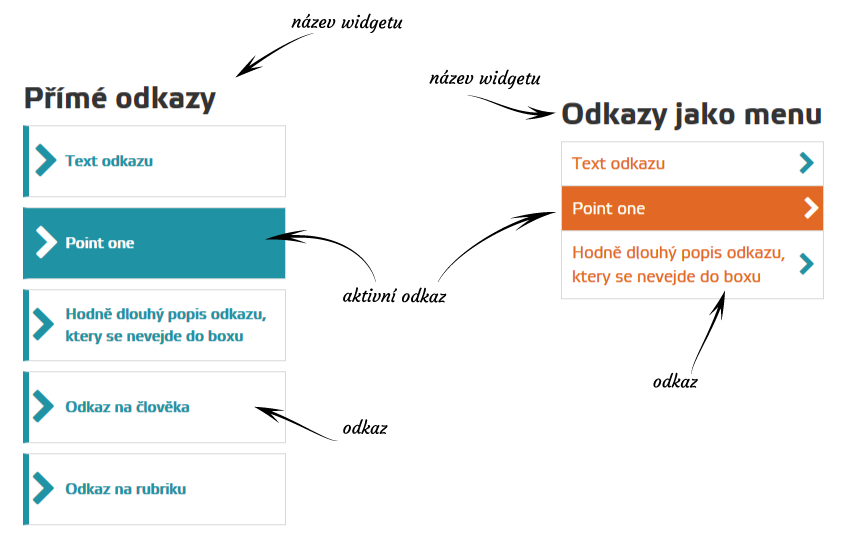 název widgetu
Přímé odkazy
Text odkazu
Point one
Hodně dlouhý popis odkazu,
ktery se nevejde do boxu
Odkaz na člověka
Odkaz na rubriku
aktivní odkaz
odkaz
název widgetu
Odkazy jako menu
Text odkazu
Point one
Hodně dlouhý popis odkazu,
ktery se nevejde do boxu
odkaz